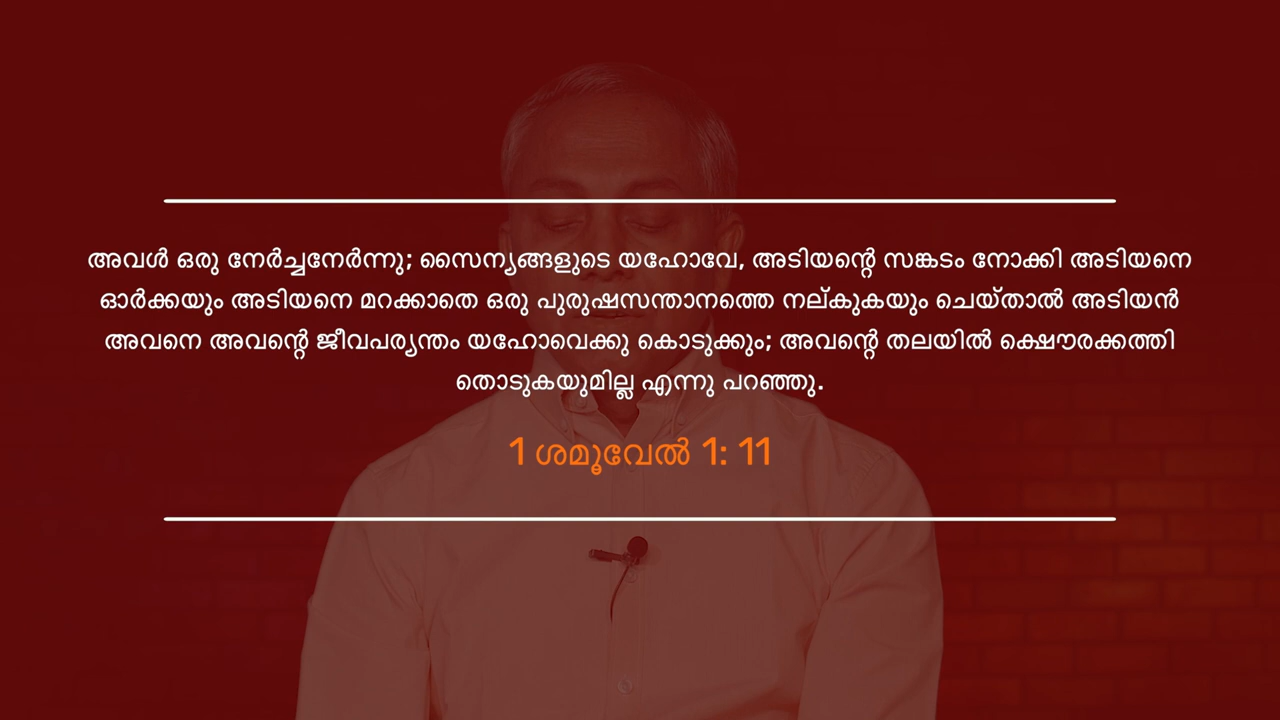 അവൾ ഒരു നേർച്ചനേർന്നു; സൈന്യങ്ങളുടെ യഹോവേ, അടിയന്റെ സങ്കടം നോക്കി അടിയനെ
ഓർക്കയും അടിയനെ മറക്കാതെ ഒരു പുരുഷസന്താനത്തെ നല്കുകയും ചെയ്താൽ അടിയൻ
അവനെ അവന്റെ ജീവപര്യന്തം യഹോവെക്കു കൊടുക്കും; അവന്റെ തലയിൽ ക്ഷൌരക്കത്തി
തൊടുകയുമില്ല എന്നു പറഞ്ഞു.
1 ശമൂവേൽ 1: 11